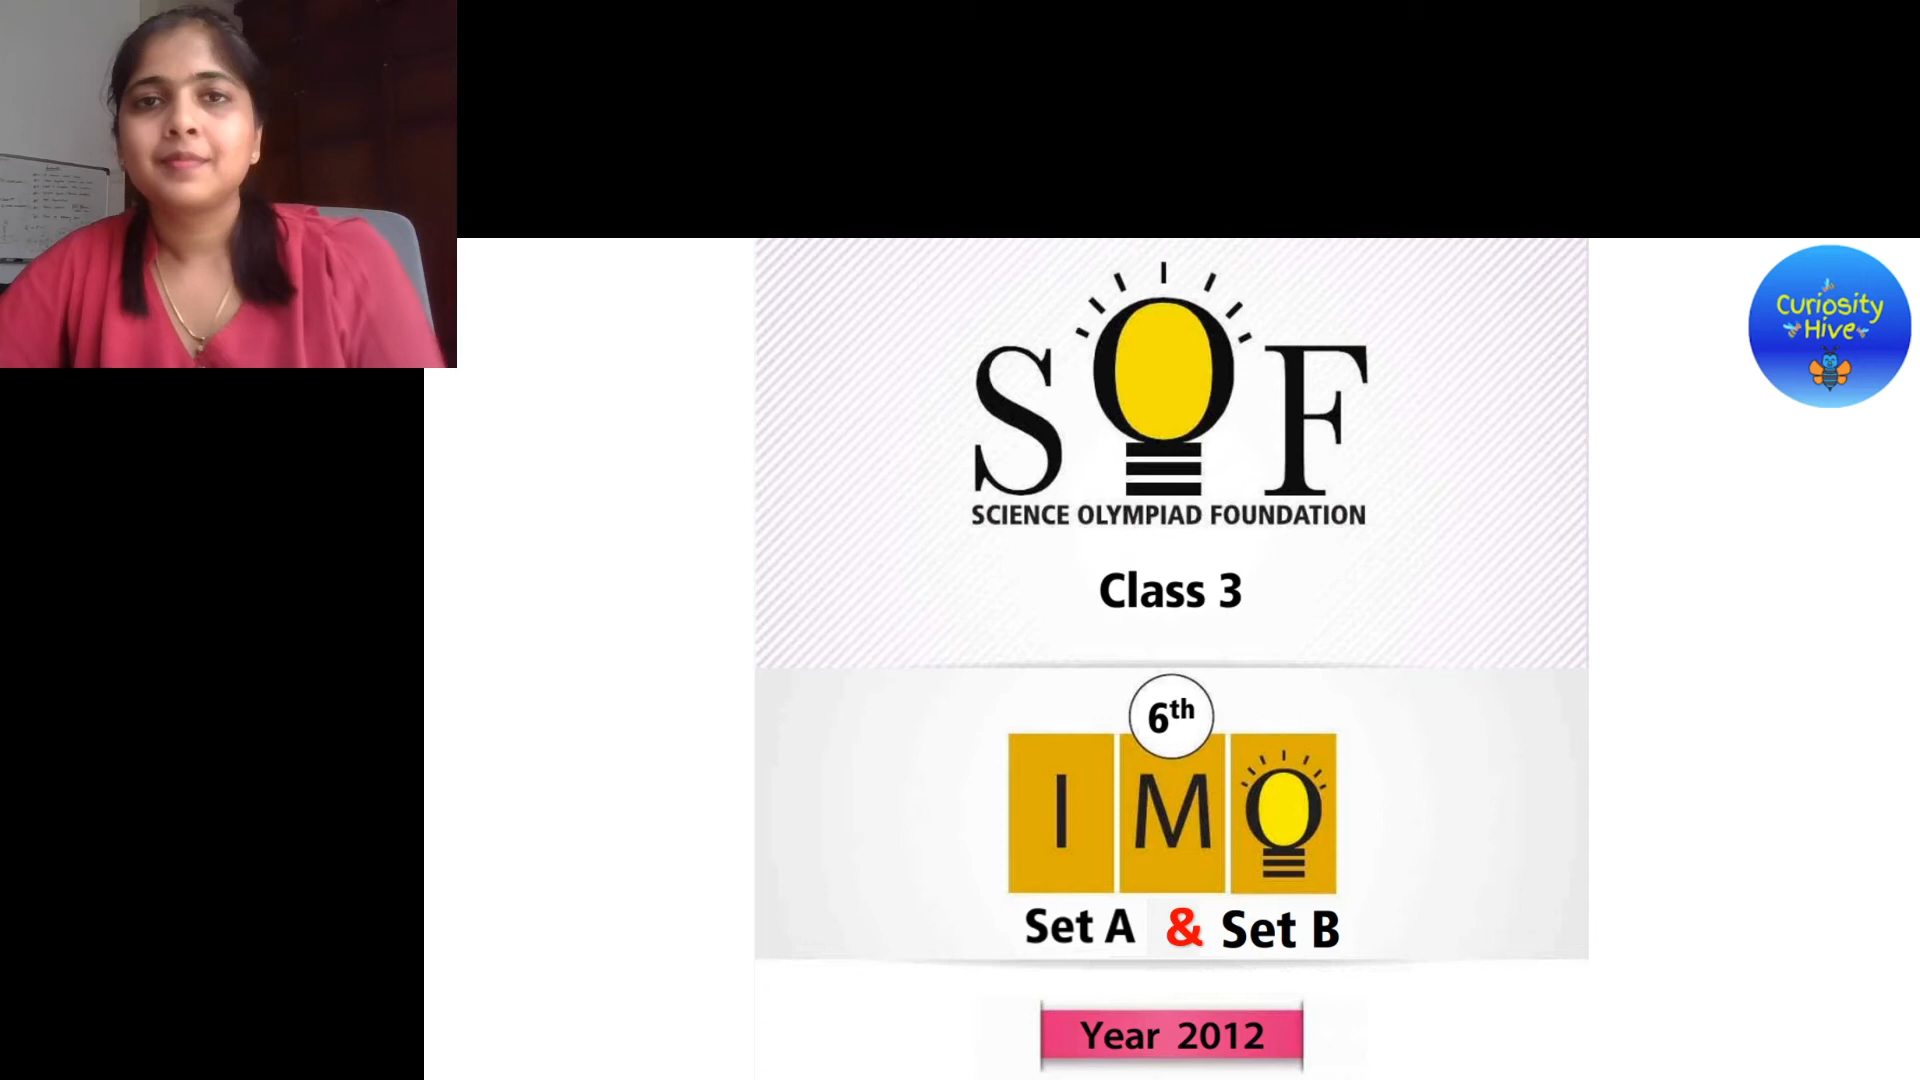 Curiosity
Hive
SOF
SCIENCE OLYMPIAD FOUNDATION
Class 3
6th
IMO
Set A & Set B
Year 2012